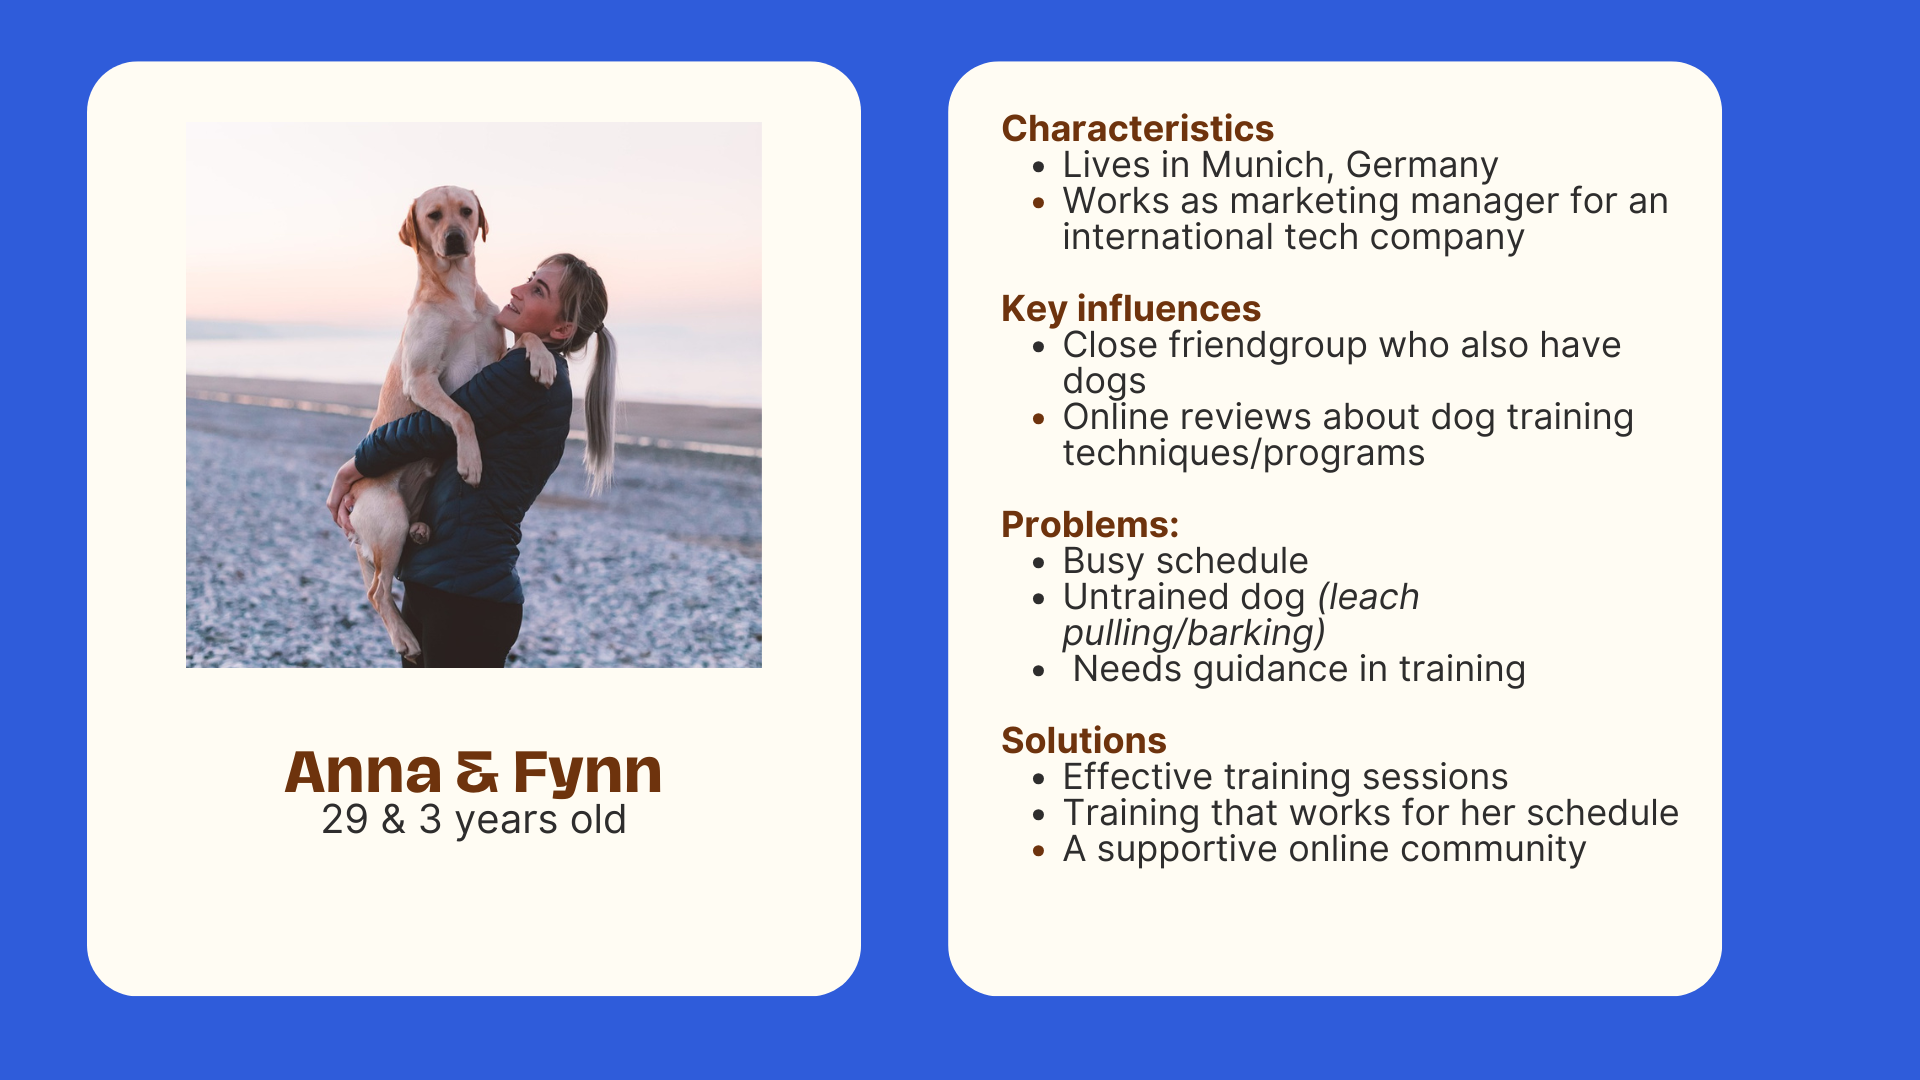 Anna & Fynn
29 & 3 years old
Characteristics
• Lives in Munich, Germany
• Works as marketing manager for an
international tech company
Key influences
• Close friendgroup who also have
dogs
• Online reviews about dog training
techniques/programs
Problems:
• Busy schedule
• Untrained dog (leach
pulling/barking)
• Needs guidance in training
Solutions
• Effective training sessions
• Training that works for her schedule
• A supportive online community